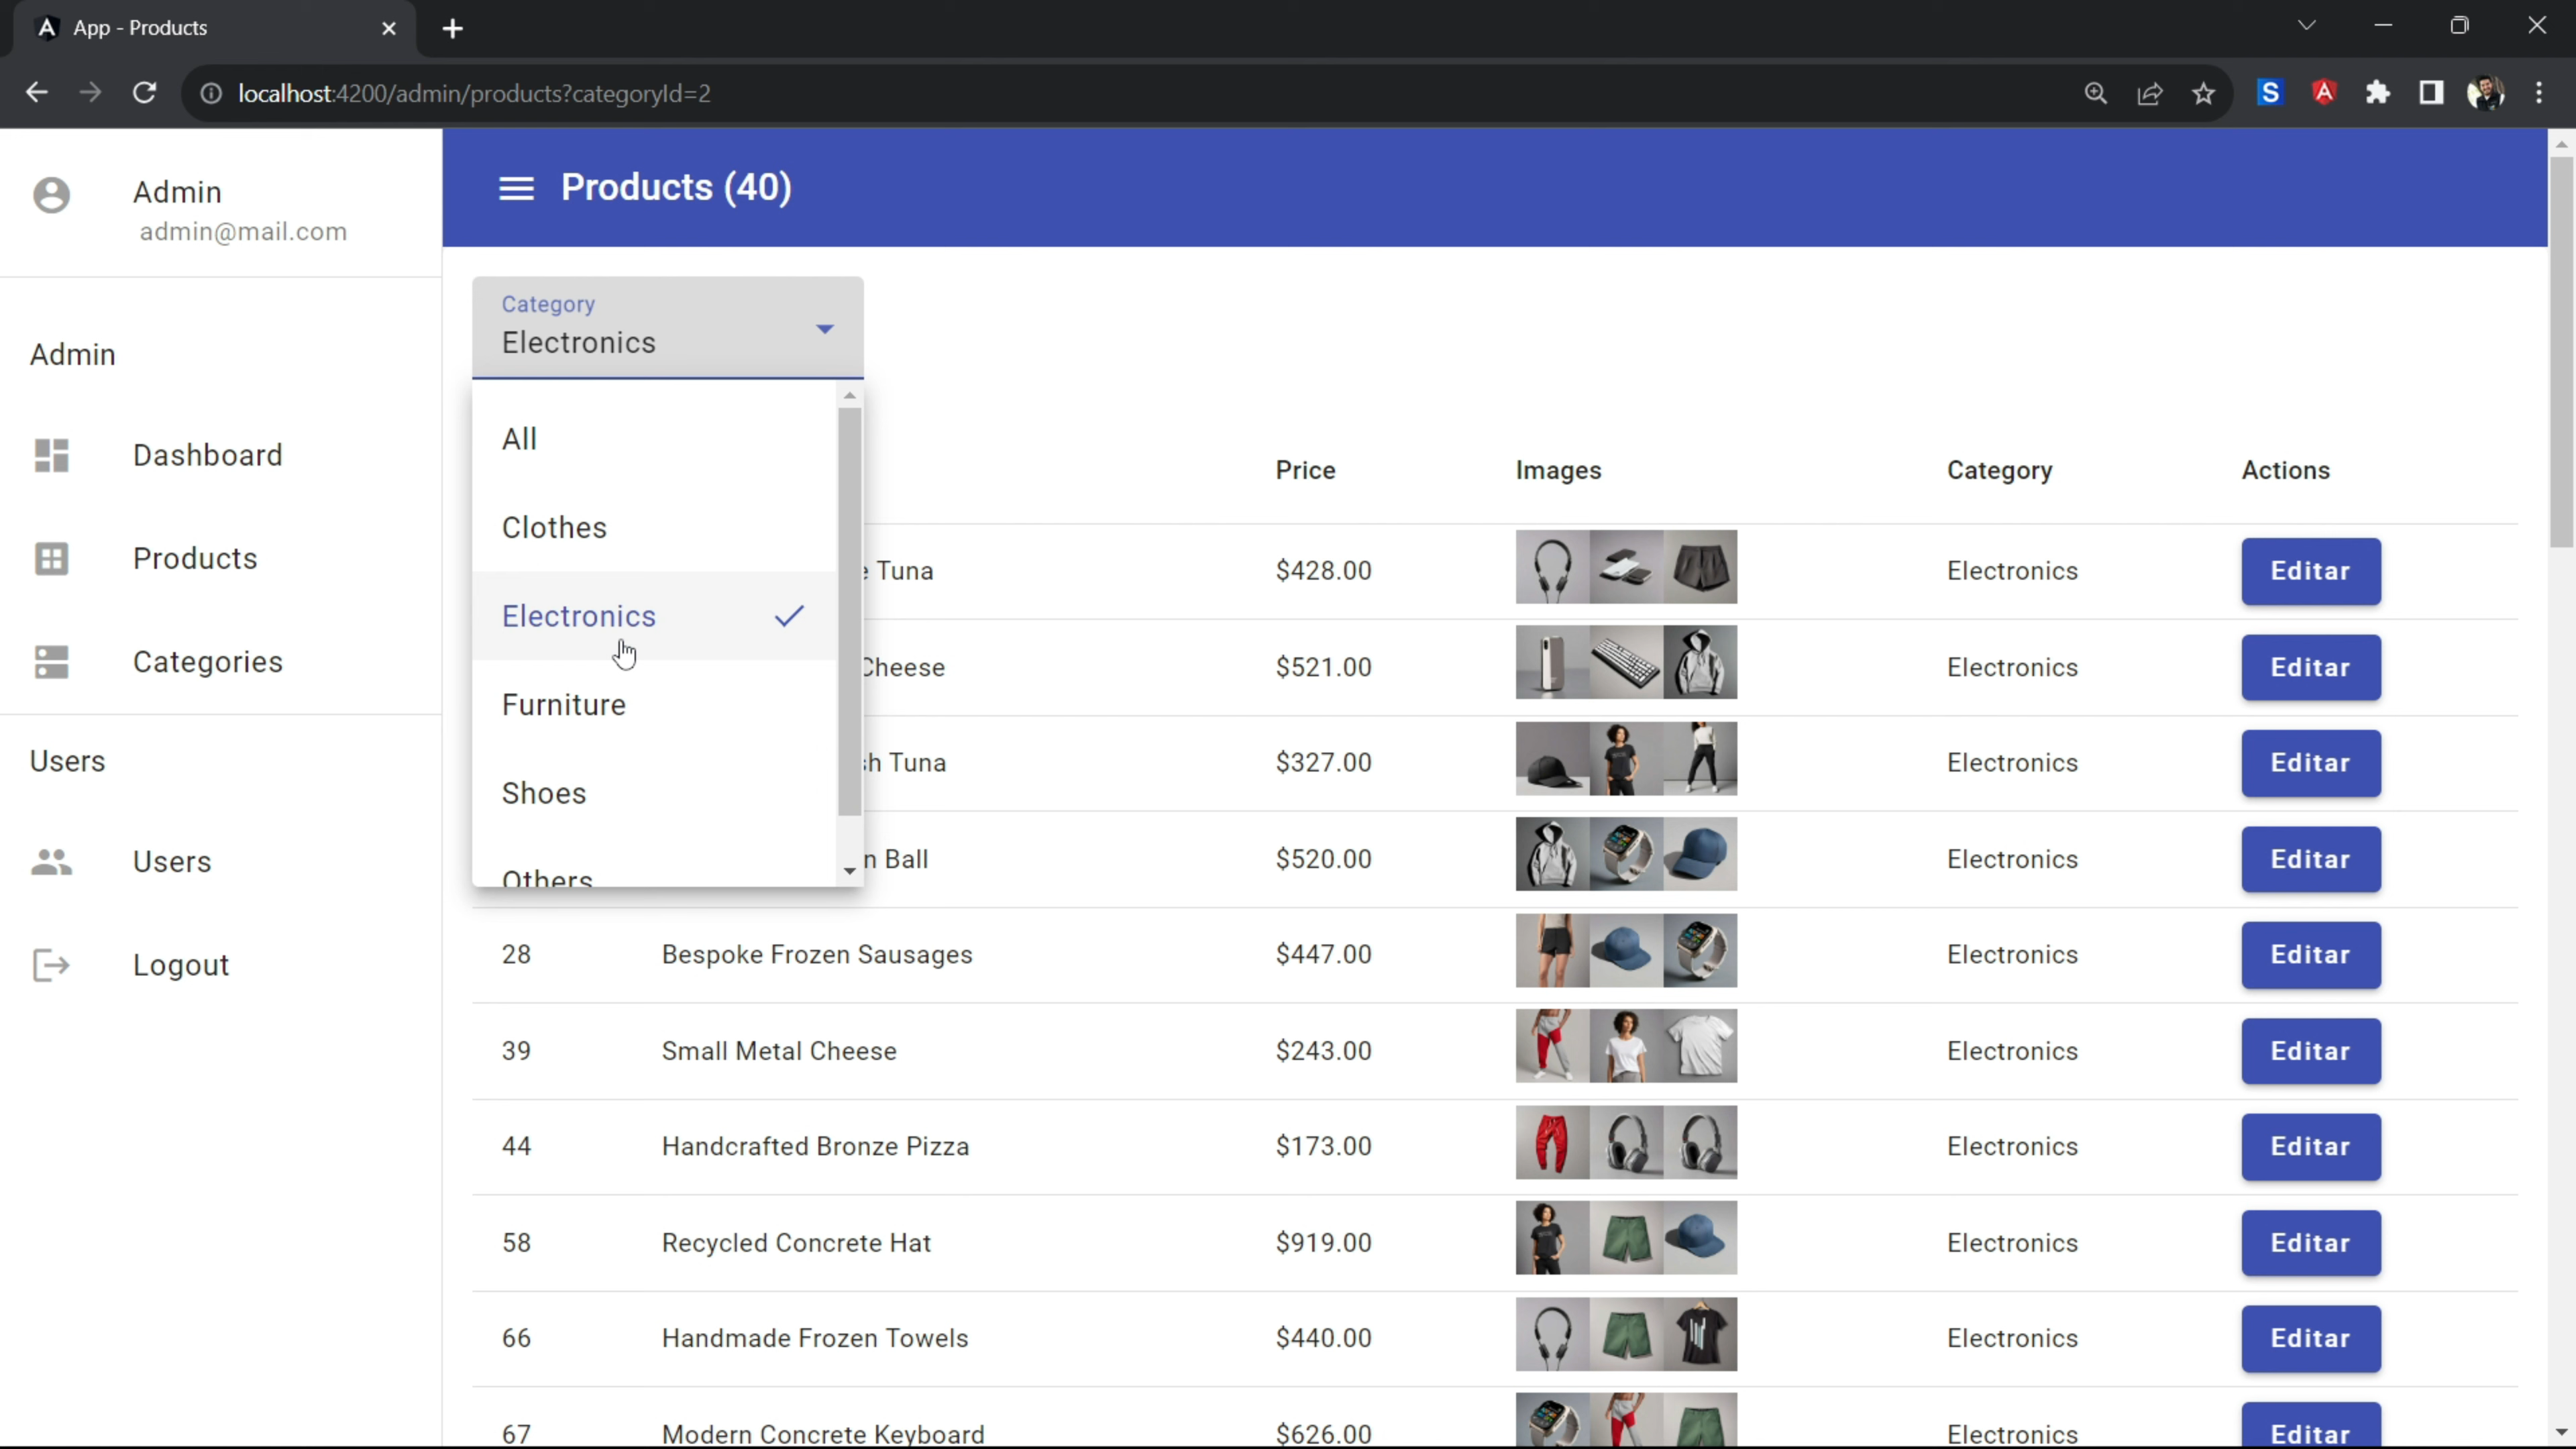 App - Products
localhost:4200/admin/products?categoryId=2
Admin
admin@mail.com
Admin
Dashboard
Products
Categories
Users
Users
Logout
Products (40)
Category
Electronics
All
Clothes
Electronics
Furniture
Shoes
Others
Price Images Category Actions
Tuna $428.00 Electronics Editar
Cheese $521.00 Electronics Editar
Tuna $327.00 Electronics Editar
Ball $520.00 Electronics Editar
28 Bespoke Frozen Sausages $447.00 Electronics Editar
39 Small Metal Cheese $243.00 Electronics Editar
44 Handcrafted Bronze Pizza $173.00 Electronics Editar
58 Recycled Concrete Hat $919.00 Electronics Editar
66 Handmade Frozen Towels $440.00 Electronics Editar
67 Modern Concrete Keyboard $626.00 Electronics Editar